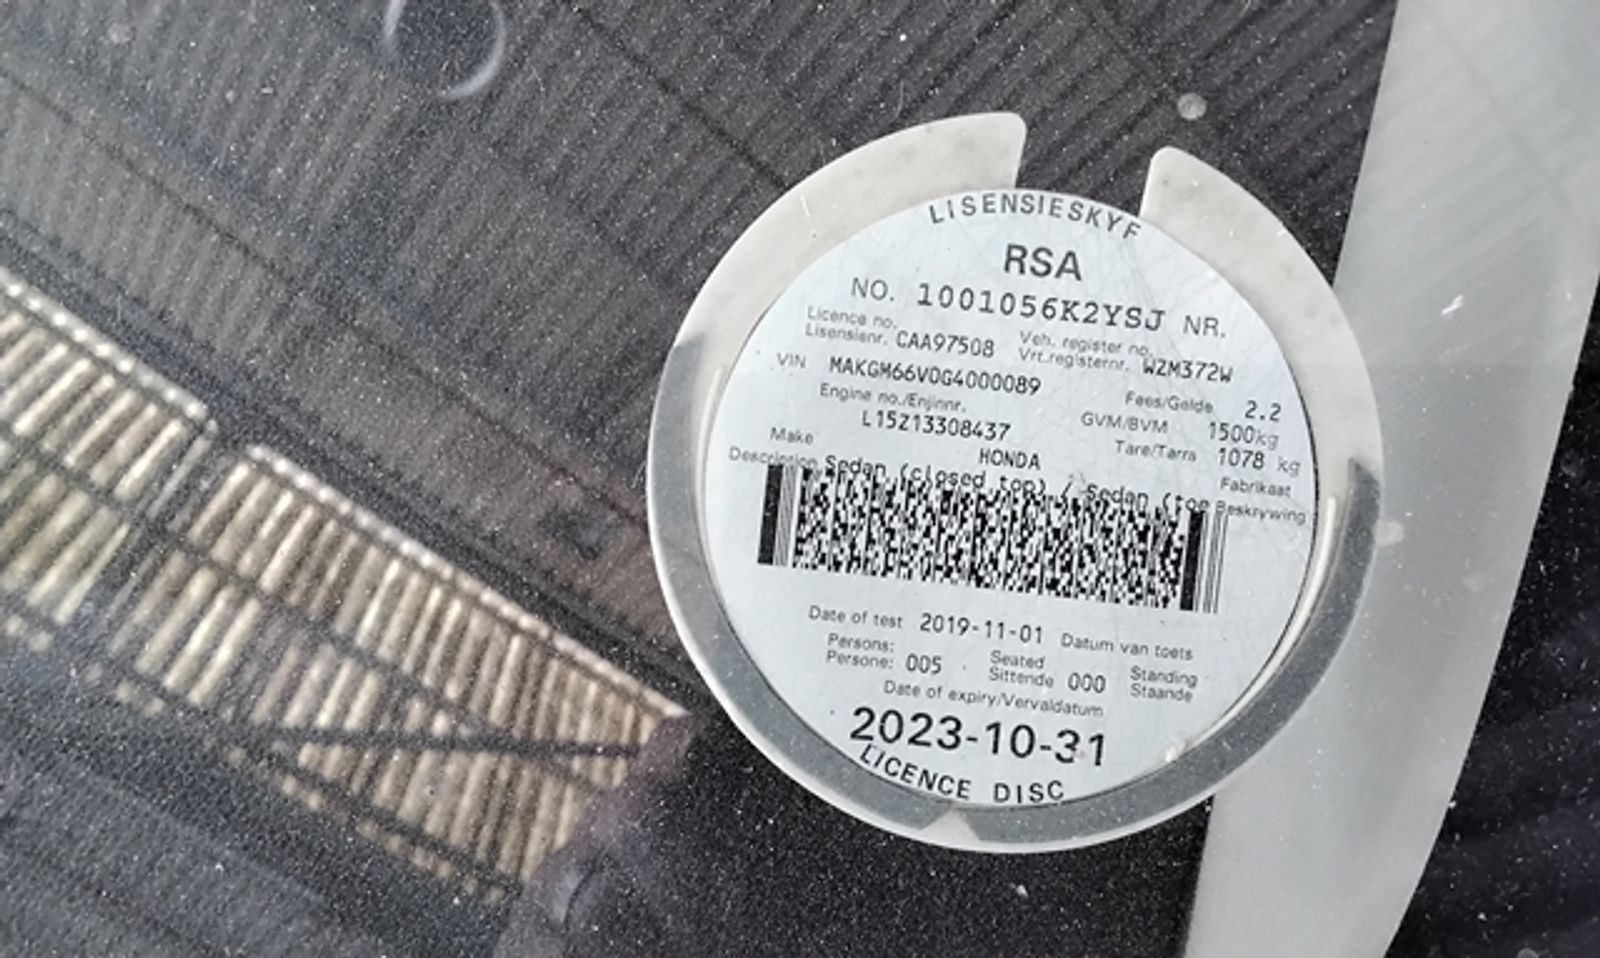 LISENSIESKYF
RSA
NO. 1001056K2YSJ NR.
Licence no. Veh. register no.
Lisensienr. CAA97508 Vrt.registernr. WZM372W
VIN MAKGM66V0G4000089 Fees/Gelde 2.2
Engine no./Enjinnr. GVM/BVM 1500kg
L15Z13308437 Tare/Tarra 1078 kg
Make HONDA Fabrikaat
Description Sedan (closed top) / Sedan (toe Beskrywing
Date of test 2019-11-01 Datum van toets
Persons: Seated Standing
Persone: 005 Sittende 000 Staande
Date of expiry/Vervaldatum
2023-10-31
LICENCE DISC